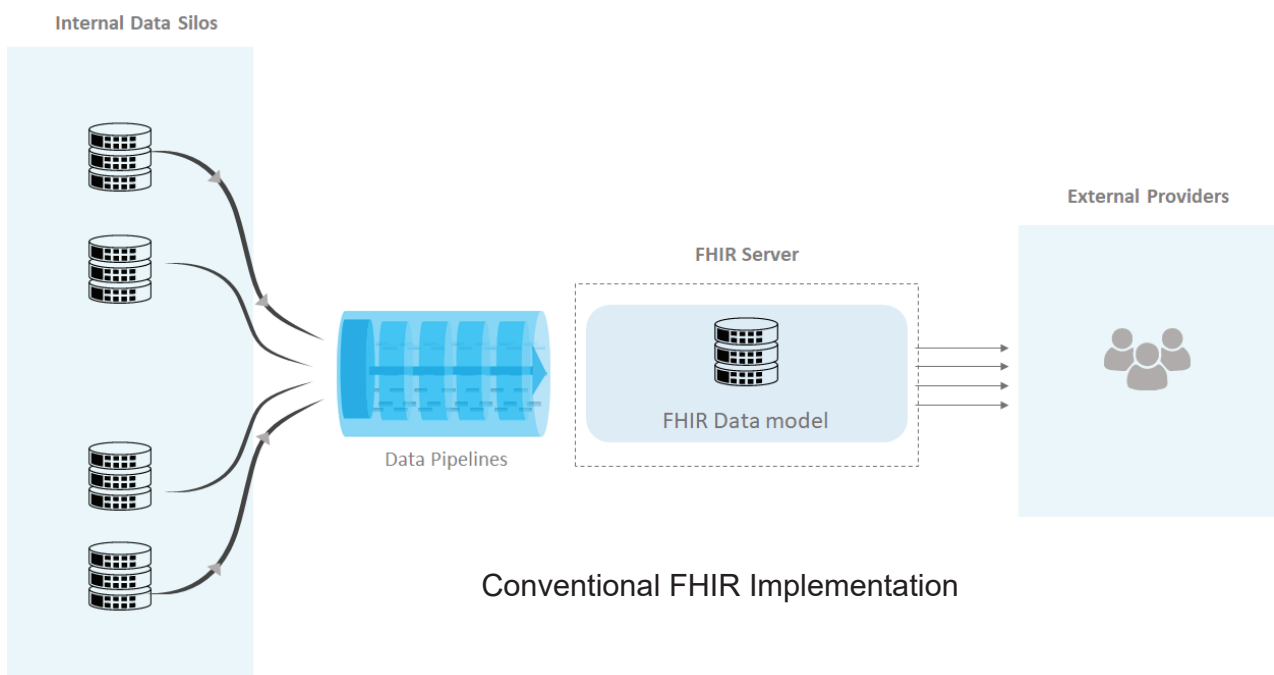 Internal Data Silos
External Providers
FHIR Server
FHIR Data model
Data Pipelines
Conventional FHIR Implementation